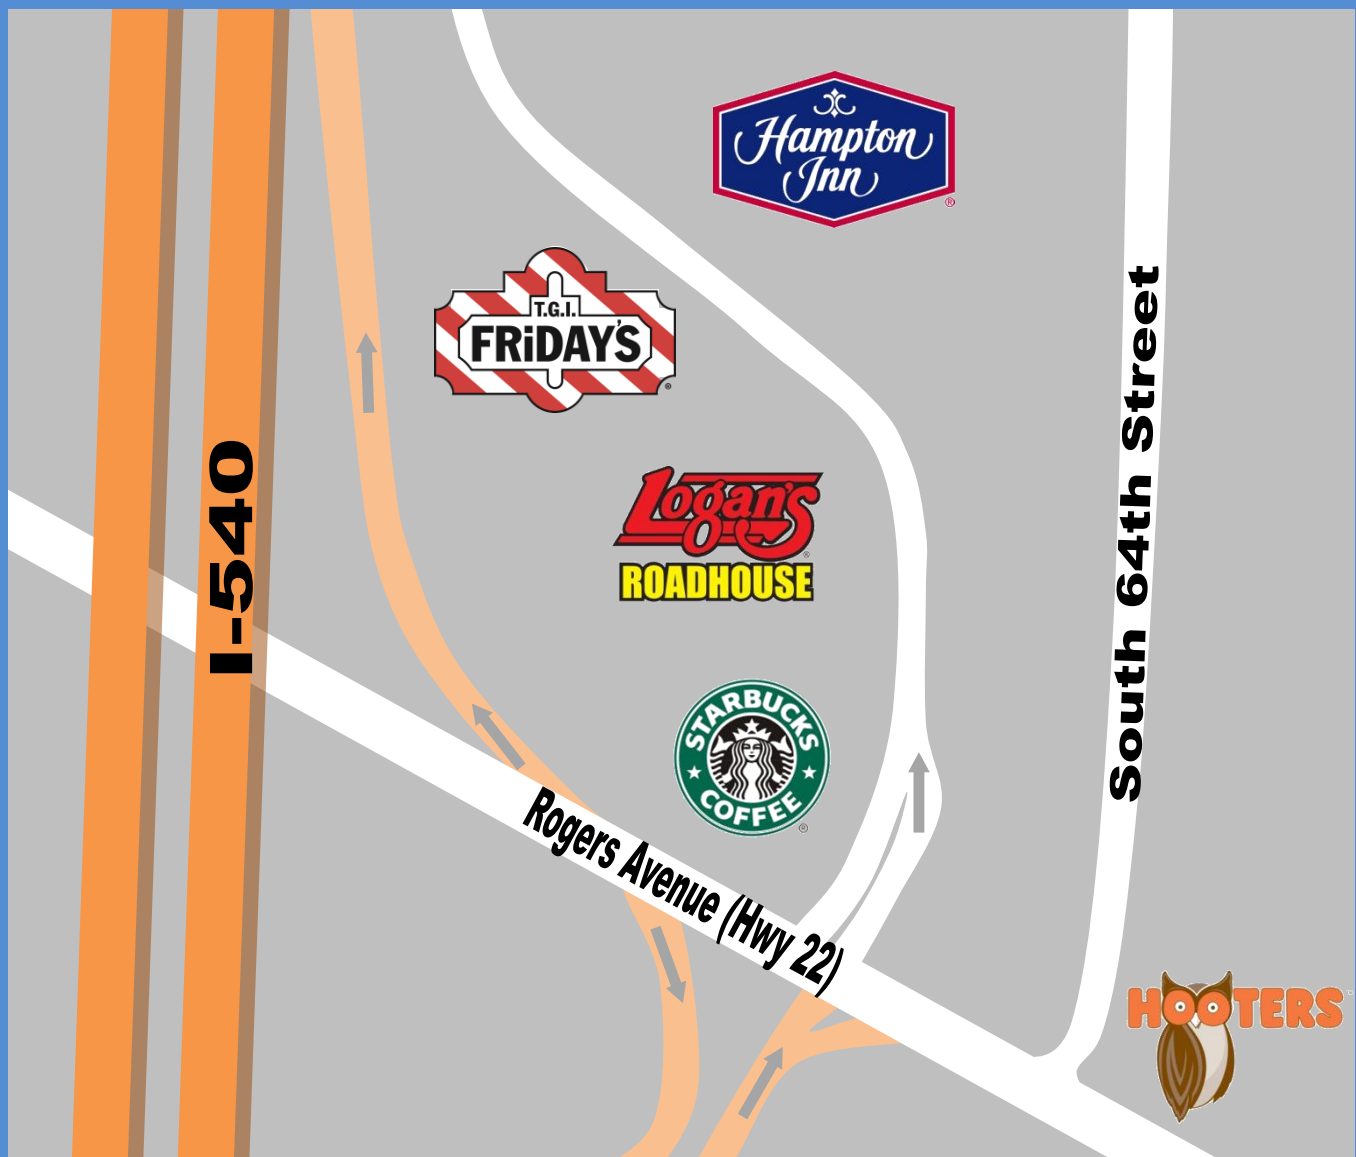 Hampton
Inn
®
T.G.I.
FRiDAY'S
®
South 64th Street
I-540
Logan's
®
ROADHOUSE
STARBUCKS
COFFEE
®
Rogers Avenue (Hwy 22)
HOOTERS